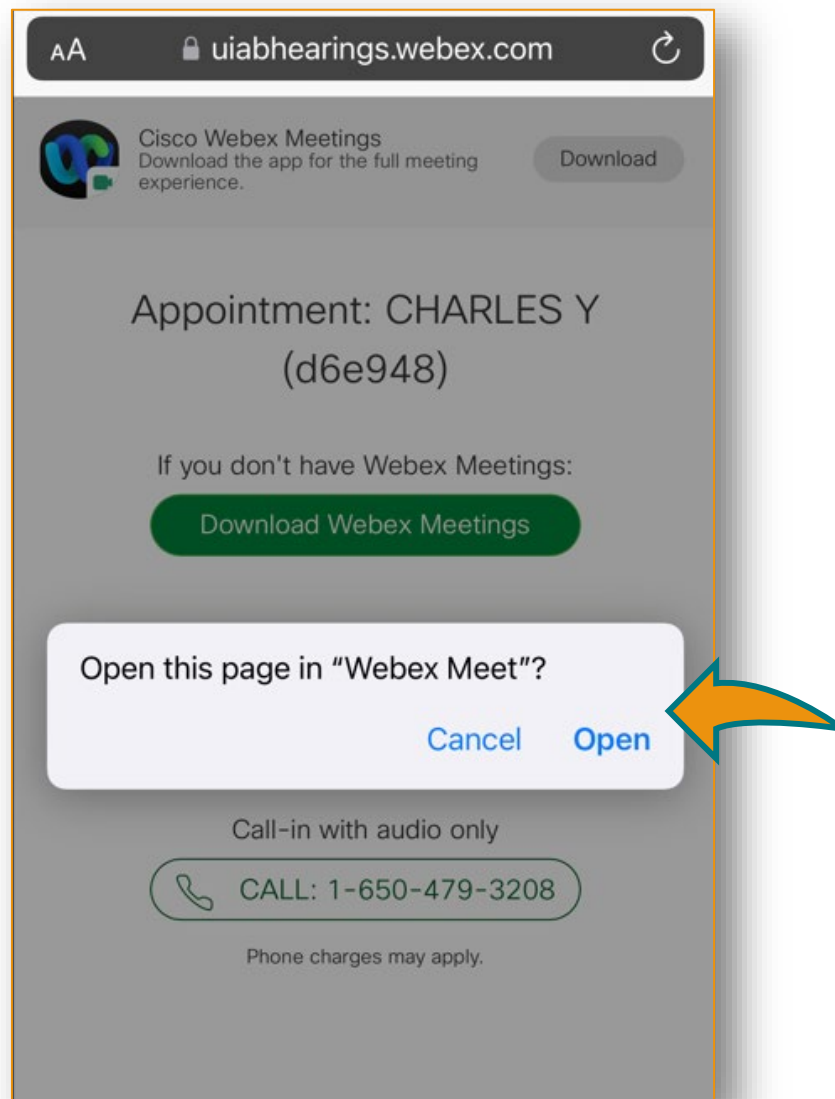 AA uiabhearings.webex.com
Cisco Webex Meetings
Download the app for the full meeting
experience.
Download
Appointment: CHARLES Y
(d6e948)
If you don't have Webex Meetings:
Download Webex Meetings
Open this page in “Webex Meet”?
Cancel Open
Call-in with audio only
CALL: 1-650-479-3208
Phone charges may apply.